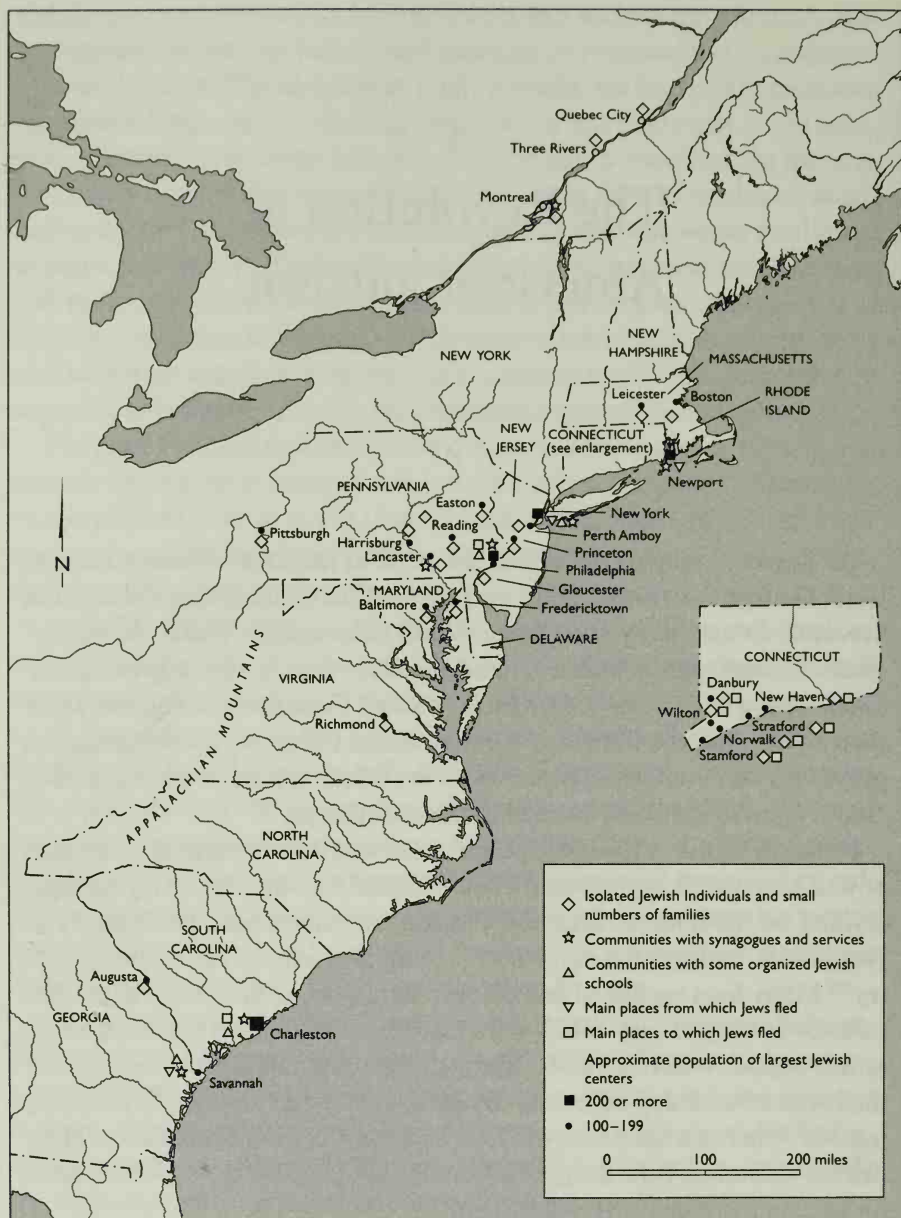 Quebec City
Three Rivers
Montreal
NEW YORK
NEW
HAMPSHIRE
MASSACHUSETTS
Leicester
Boston
RHODE
ISLAND
NEW
JERSEY
CONNECTICUT
(see enlargement)
Newport
PENNSYLVANIA
Easton
Reading
New York
Pittsburgh
Harrisburg
Perth Amboy
Lancaster
Princeton
Philadelphia
N
Gloucester
MARYLAND
Baltimore
Fredericktown
DELAWARE
CONNECTICUT
VIRGINIA
Danbury
New Haven
Wilton
Stratford
Richmond
Norwalk
Stamford
APPALACHIAN MOUNTAINS
NORTH
CAROLINA
SOUTH
CAROLINA
Augusta
GEORGIA
Charleston
Savannah
Isolated Jewish Individuals and small
numbers of families
Communities with synagogues and services
Communities with some organized Jewish
schools
Main places from which Jews fled
Main places to which Jews fled
Approximate population of largest Jewish
centers
200 or more
100–199
0 100 200 miles